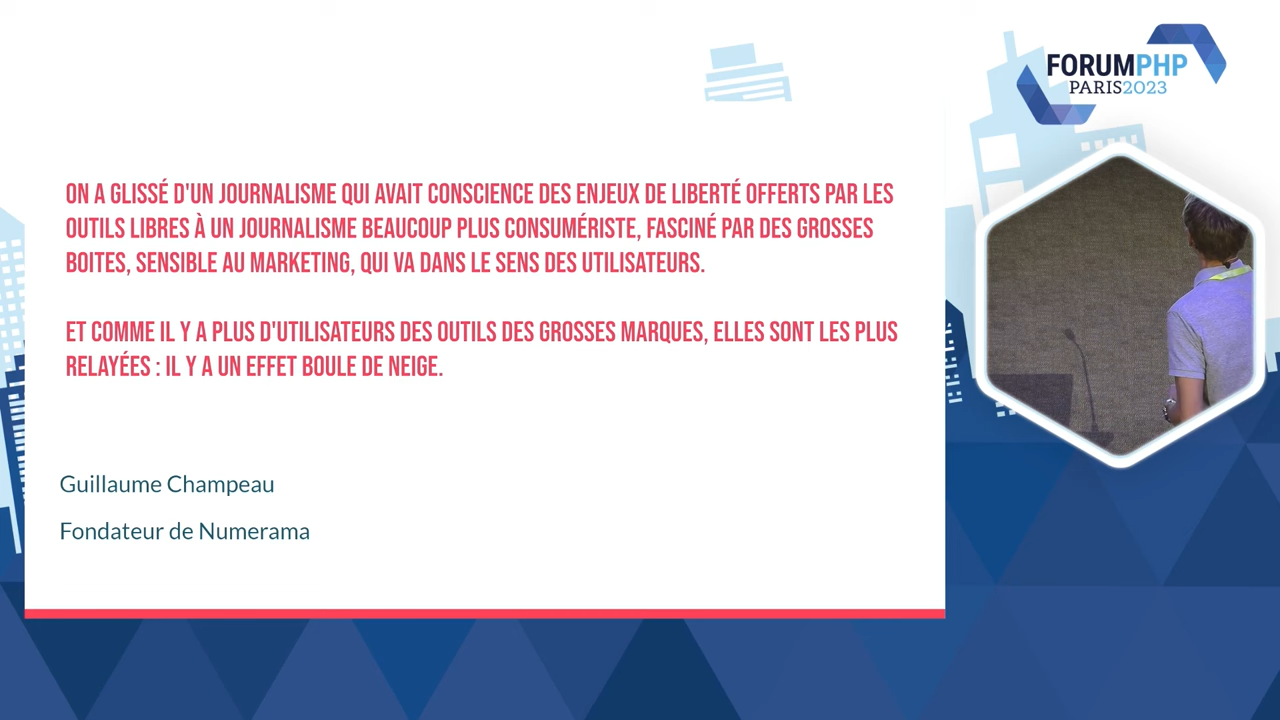 FORUMPHP
PARIS2023
ON A GLISSÉ D'UN JOURNALISME QUI AVAIT CONSCIENCE DES ENJEUX DE LIBERTÉ OFFERTS PAR LES
OUTILS LIBRES À UN JOURNALISME BEAUCOUP PLUS CONSUMÉRISTE, FASCINÉ PAR DES GROSSES
BOITES, SENSIBLE AU MARKETING, QUI VA DANS LE SENS DES UTILISATEURS.
ET COMME IL Y A PLUS D'UTILISATEURS DES OUTILS DES GROSSES MARQUES, ELLES SONT LES PLUS
RELAYÉES : IL Y A UN EFFET BOULE DE NEIGE.
Guillaume Champeau
Fondateur de Numerama